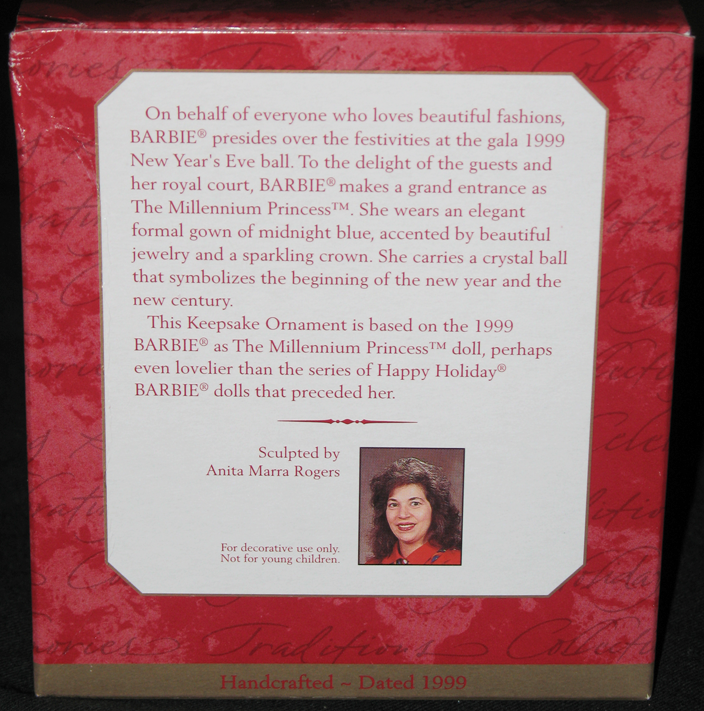 On behalf of everyone who loves beautiful fashions,
BARBIE® presides over the festivities at the gala 1999
New Year's Eve ball. To the delight of the guests and
her royal court, BARBIE® makes a grand entrance as
The Millennium Princess™. She wears an elegant
formal gown of midnight blue, accented by beautiful
jewelry and a sparkling crown. She carries a crystal ball
that symbolizes the beginning of the new year and the
new century.
This Keepsake Ornament is based on the 1999
BARBIE® as The Millennium Princess™ doll, perhaps
even lovelier than the series of Happy Holiday®
BARBIE® dolls that preceded her.
Sculpted by
Anita Marra Rogers
For decorative use only.
Not for young children.
Traditions
Handcrafted ~ Dated 1999